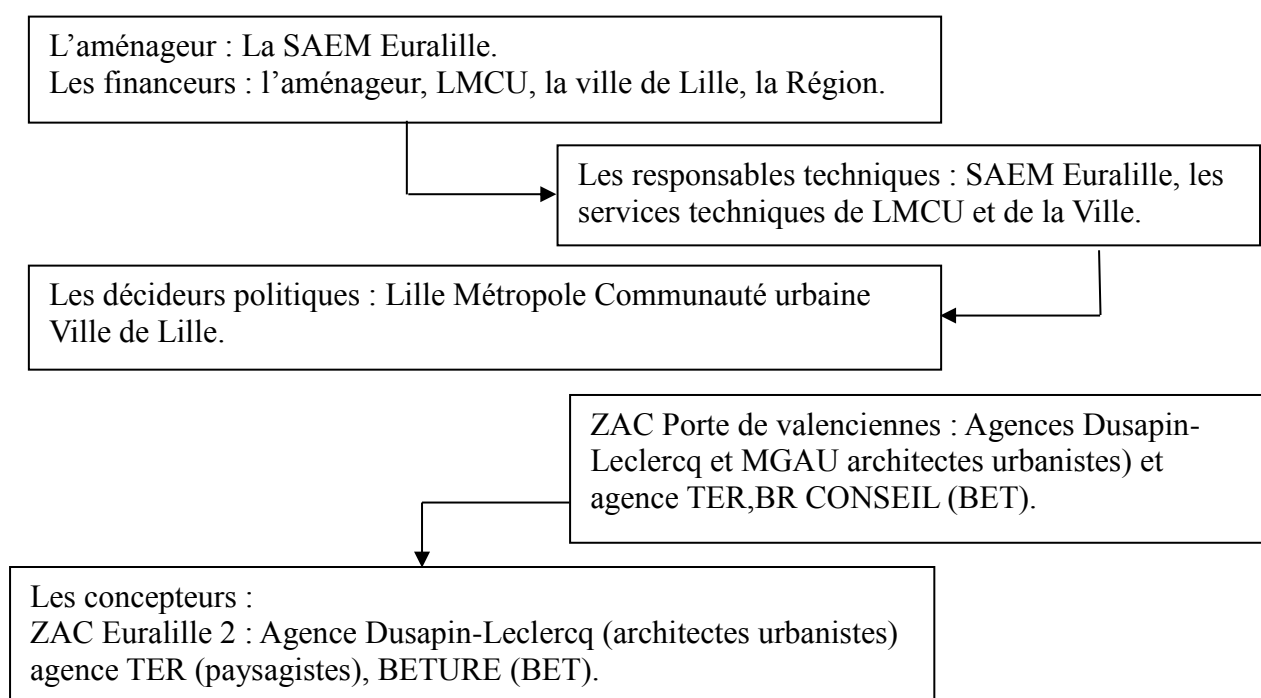 L’aménageur : La SAEM Euralille.
Les financeurs : l’aménageur, LMCU, la ville de Lille, la Région.
Les responsables techniques : SAEM Euralille, les
services techniques de LMCU et de la Ville.
Les décideurs politiques : Lille Métropole Communauté urbaine
Ville de Lille.
ZAC Porte de valenciennes : Agences Dusapin-
Leclercq et MGAU architectes urbanistes) et
agence TER,BR CONSEIL (BET).
Les concepteurs :
ZAC Euralille 2 : Agence Dusapin-Leclercq (architectes urbanistes)
agence TER (paysagistes), BETURE (BET).